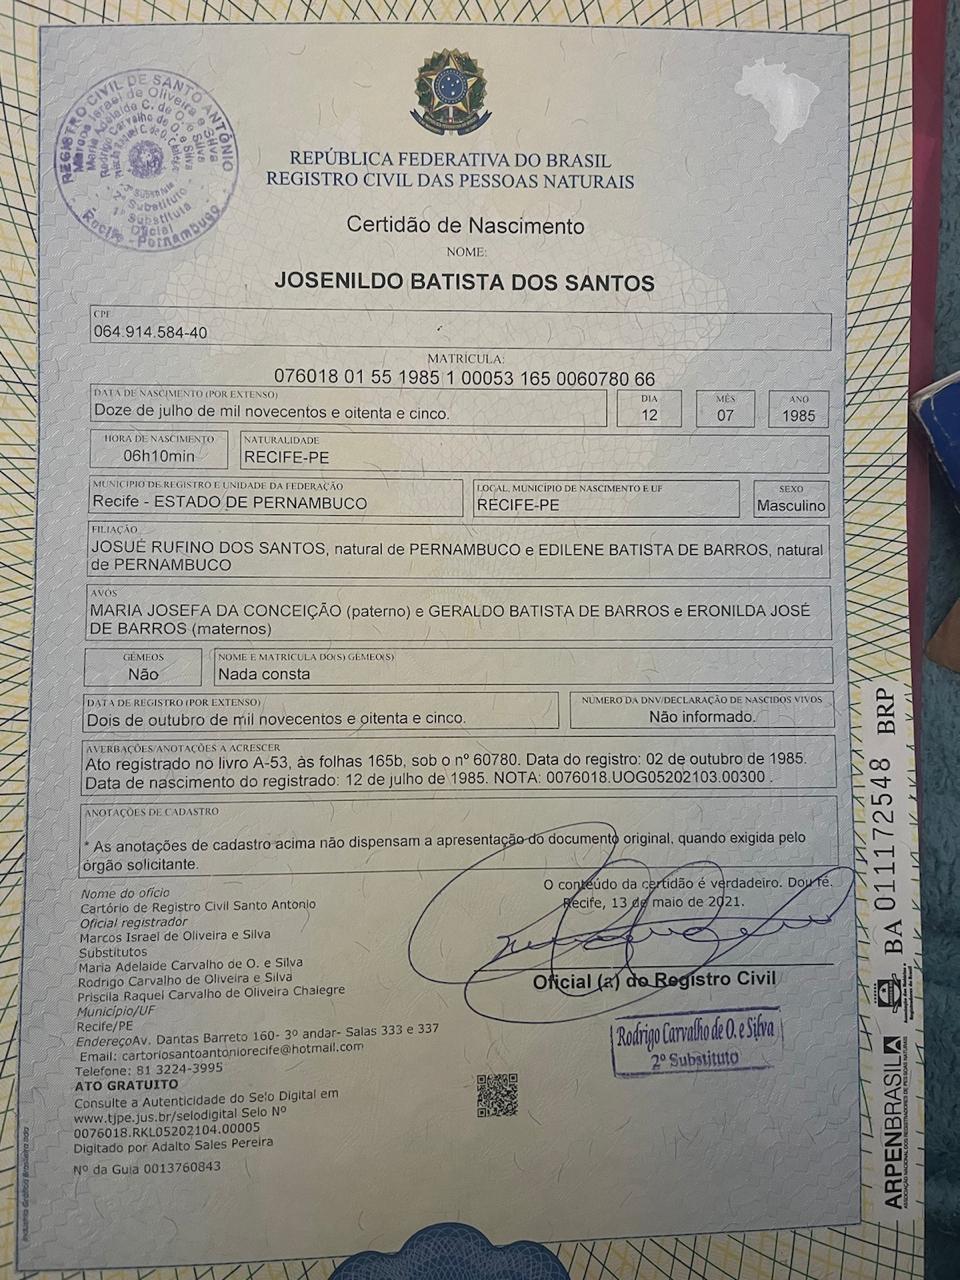 REGISTRO CIVIL DE SANTO ANTÔNIO
Marcos Israel de Oliveira e Silva
Maria Adelaide C. de O. e Silva
Rodrigo Carvalho de O. e Silva
2º Substituto
1ª Substituta
Oficial
Recife - Pernambuco
REPÚBLICA FEDERATIVA DO BRASIL
REGISTRO CIVIL DAS PESSOAS NATURAIS
Certidão de Nascimento
NOME:
JOSENILDO BATISTA DOS SANTOS
CPF
064.914.584-40
MATRÍCULA:
076018 01 55 1985 1 00053 165 0060780 66
DATA DE NASCIMENTO (POR EXTENSO) DIA MÊS ANO
Doze de julho de mil novecentos e oitenta e cinco. 12 07 1985
HORA DE NASCIMENTO NATURALIDADE
06h10min RECIFE-PE
MUNICÍPIO DE REGISTRO E UNIDADE DA FEDERAÇÃO LOCAL, MUNICÍPIO DE NASCIMENTO E UF SEXO
Recife - ESTADO DE PERNAMBUCO RECIFE-PE Masculino
FILIAÇÃO
JOSUÉ RUFINO DOS SANTOS, natural de PERNAMBUCO e EDILENE BATISTA DE BARROS, natural
de PERNAMBUCO
AVÓS
MARIA JOSEFA DA CONCEIÇÃO (paterno) e GERALDO BATISTA DE BARROS e ERONILDA JOSÉ
DE BARROS (maternos)
GÊMEOS NOME E MATRÍCULA DO(S) GÊMEO(S)
Não Nada consta
DATA DE REGISTRO (POR EXTENSO) NÚMERO DA DNV/DECLARAÇÃO DE NASCIDOS VIVOS
Dois de outubro de mil novecentos e oitenta e cinco. Não informado.
AVERBAÇÕES/ANOTAÇÕES A ACRESCER
Ato registrado no livro A-53, às folhas 165b, sob o nº 60780. Data do registro: 02 de outubro de 1985.
Data de nascimento do registrado: 12 de julho de 1985. NOTA: 0076018.UOG05202103.00300 .
ANOTAÇÕES DE CADASTRO
* As anotações de cadastro acima não dispensam a apresentação do documento original, quando exigida pelo
órgão solicitante.
Nome do ofício
Cartório de Registro Civil Santo Antonio
Oficial registrador
Marcos Israel de Oliveira e Silva
Substitutos
Maria Adelaide Carvalho de O. e Silva
Rodrigo Carvalho de Oliveira e Silva
Priscila Raquel Carvalho de Oliveira Chalegre
Município/UF
Recife/PE
EndereçoAv. Dantas Barreto 160- 3º andar- Salas 333 e 337
Email: cartoriosantoantoniorecife@hotmail.com
Telefone: 81 3224-3995
ATO GRATUITO
Consulte a Autenticidade do Selo Digital em
www.tjpe.jus.br/selodigital Selo Nº
0076018.RKL05202104.00005
Digitado por Adalto Sales Pereira
Nº da Guia 0013760843
O conteúdo da certidão é verdadeiro. Dou fé.
Recife, 13 de maio de 2021.
Oficial (a) do Registro Civil
Rodrigo Carvalho de O. e Silva
2º Substituto
BA 011172548 BRP
ARPENBRASIL
ASSOCIAÇÃO NACIONAL DOS REGISTRADORES DE PESSOAS NATURAIS